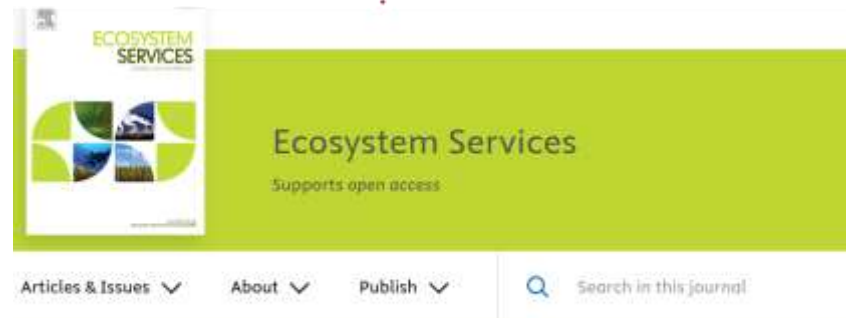 ECOSYSTEM
SERVICES
Ecosystem Services
Supports open access
Articles & Issues
About
Publish
Search in this journal